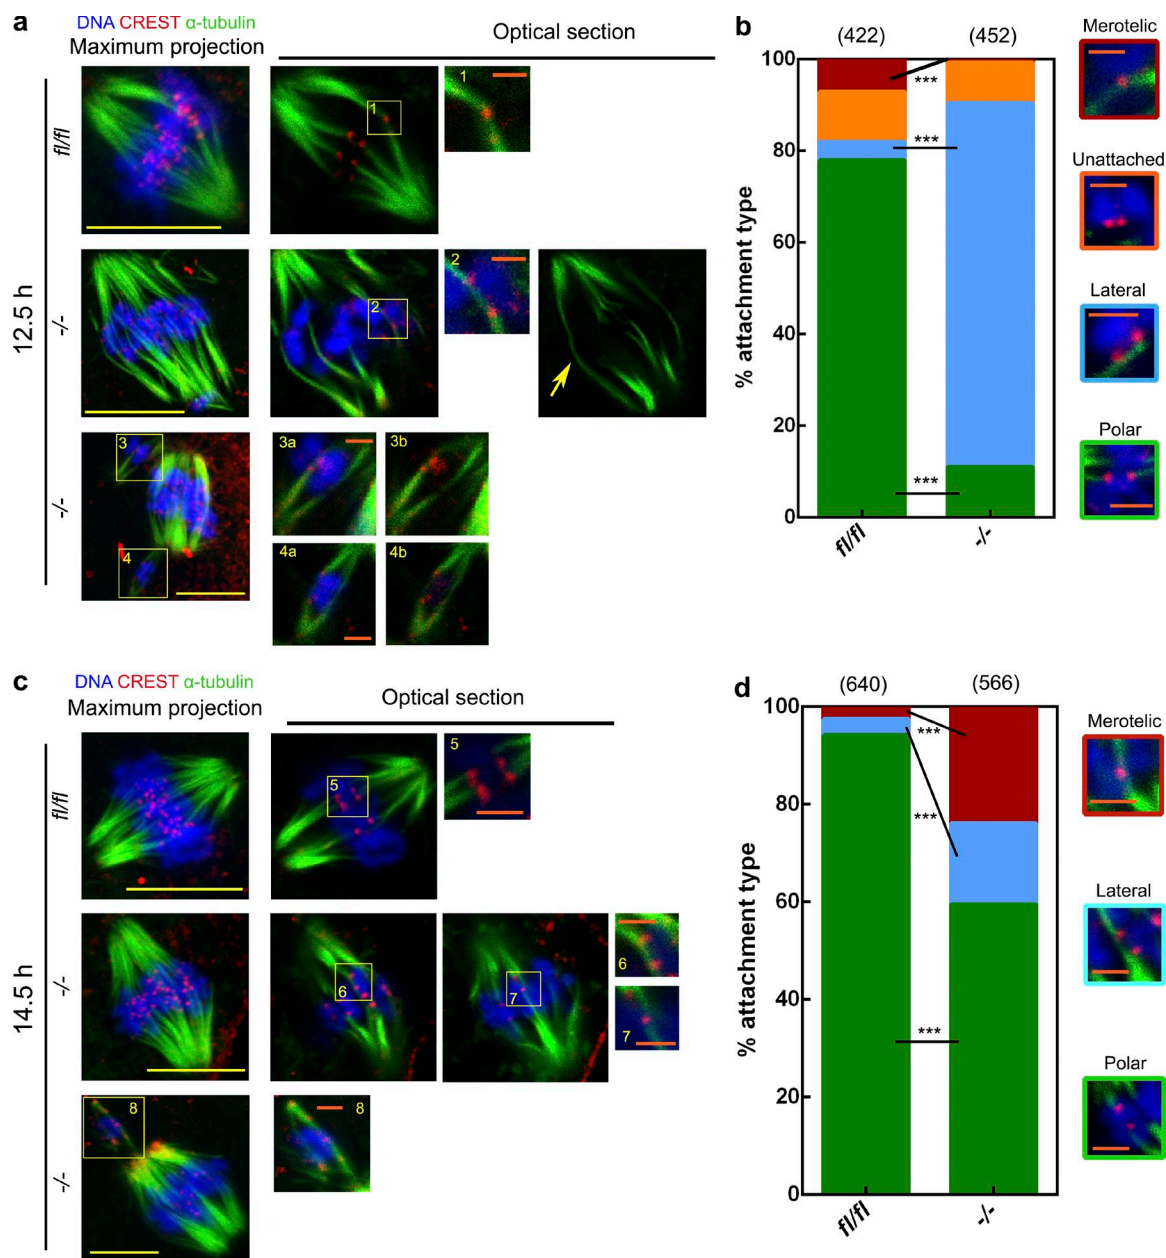 a
DNA CREST α-tubulin
Maximum projection
Optical section
12.5 h
fl/fl
1
1
-/-
2
2
-/-
3
4
3a
3b
4a
4b
b
(422)
(452)
% attachment type
100
80
60
40
20
0
***
***
***
fl/fl
-/-
Merotelic
Unattached
Lateral
Polar
c
DNA CREST α-tubulin
Maximum projection
Optical section
14.5 h
fl/fl
5
5
-/-
6
7
6
7
-/-
8
8
d
(640)
(566)
% attachment type
100
80
60
40
20
0
***
***
***
fl/fl
-/-
Merotelic
Lateral
Polar